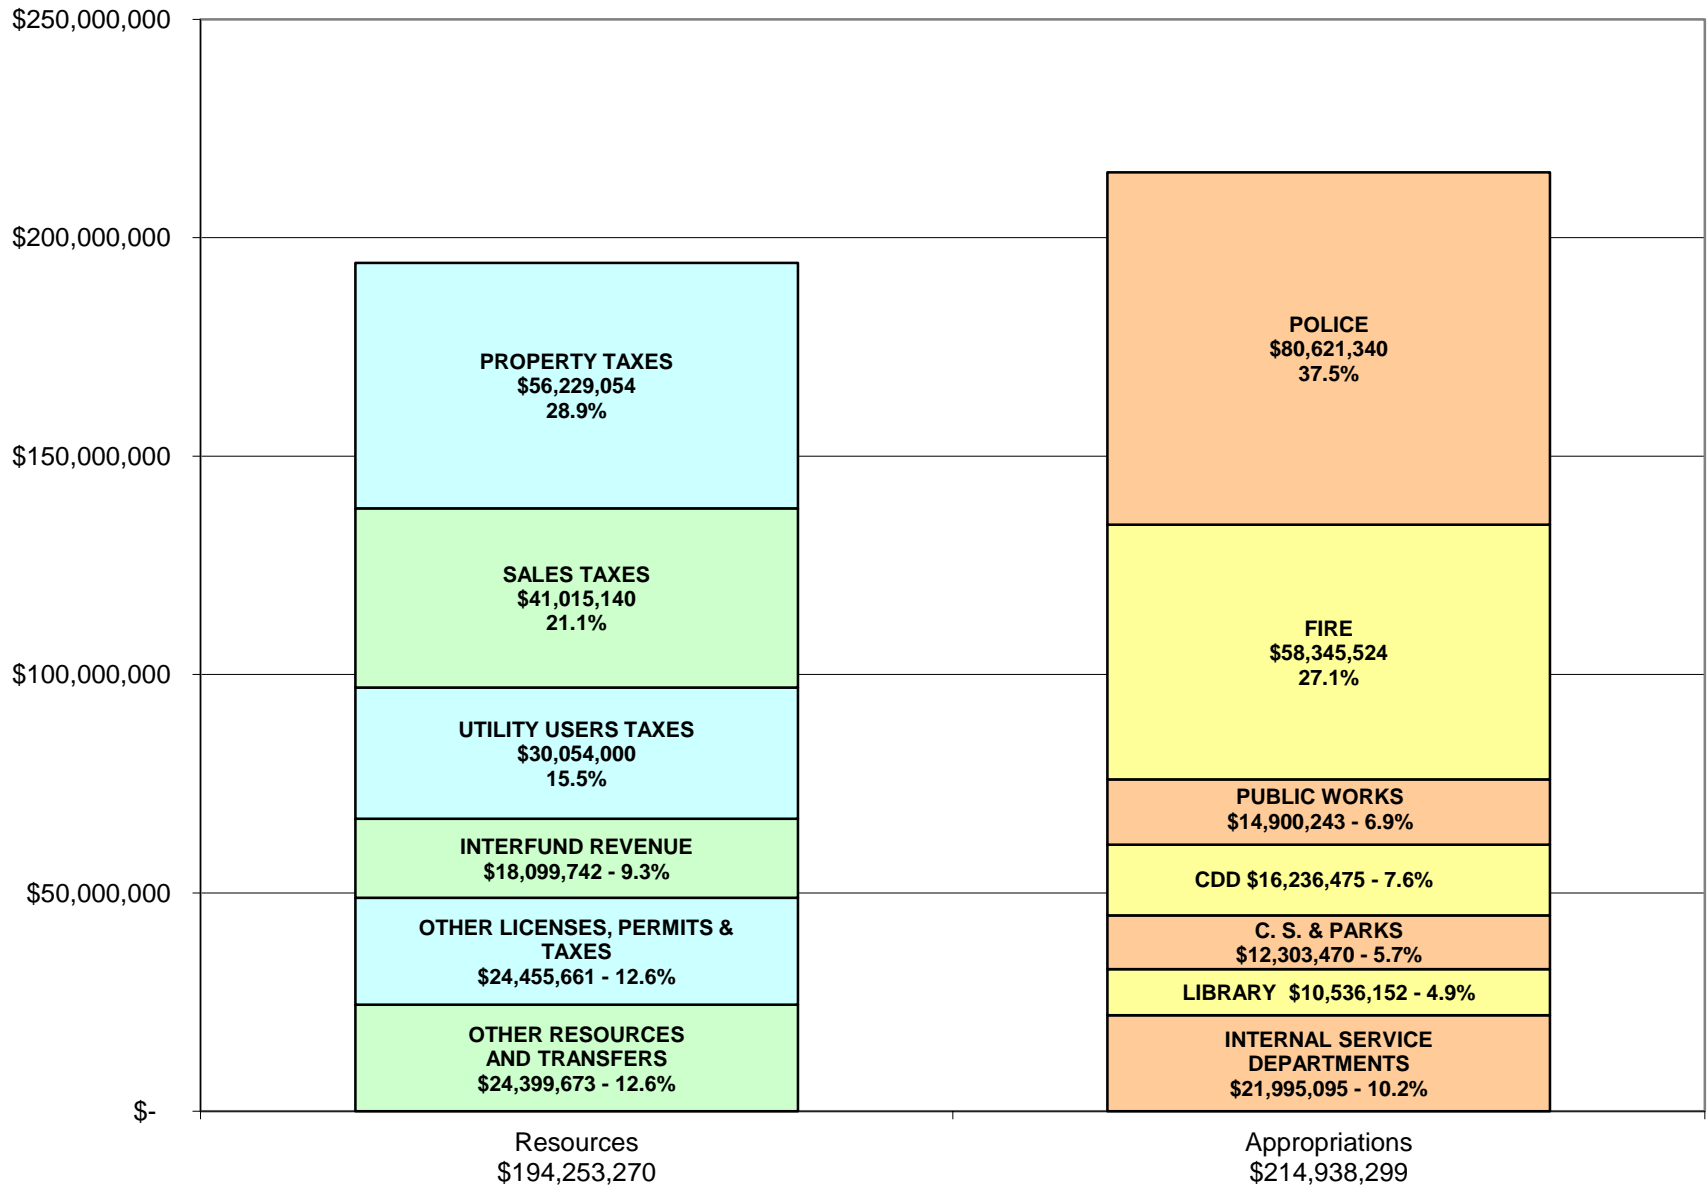 $250,000,000
$200,000,000
$150,000,000
$100,000,000
$50,000,000
$-
PROPERTY TAXES
$56,229,054
28.9%
SALES TAXES
$41,015,140
21.1%
UTILITY USERS TAXES
$30,054,000
15.5%
INTERFUND REVENUE
$18,099,742 - 9.3%
OTHER LICENSES, PERMITS &
TAXES
$24,455,661 - 12.6%
OTHER RESOURCES
AND TRANSFERS
$24,399,673 - 12.6%
POLICE
$80,621,340
37.5%
FIRE
$58,345,524
27.1%
PUBLIC WORKS
$14,900,243 - 6.9%
CDD $16,236,475 - 7.6%
C. S. & PARKS
$12,303,470 - 5.7%
LIBRARY  $10,536,152 - 4.9%
INTERNAL SERVICE
DEPARTMENTS
$21,995,095 - 10.2%
Resources
$194,253,270
Appropriations
$214,938,299